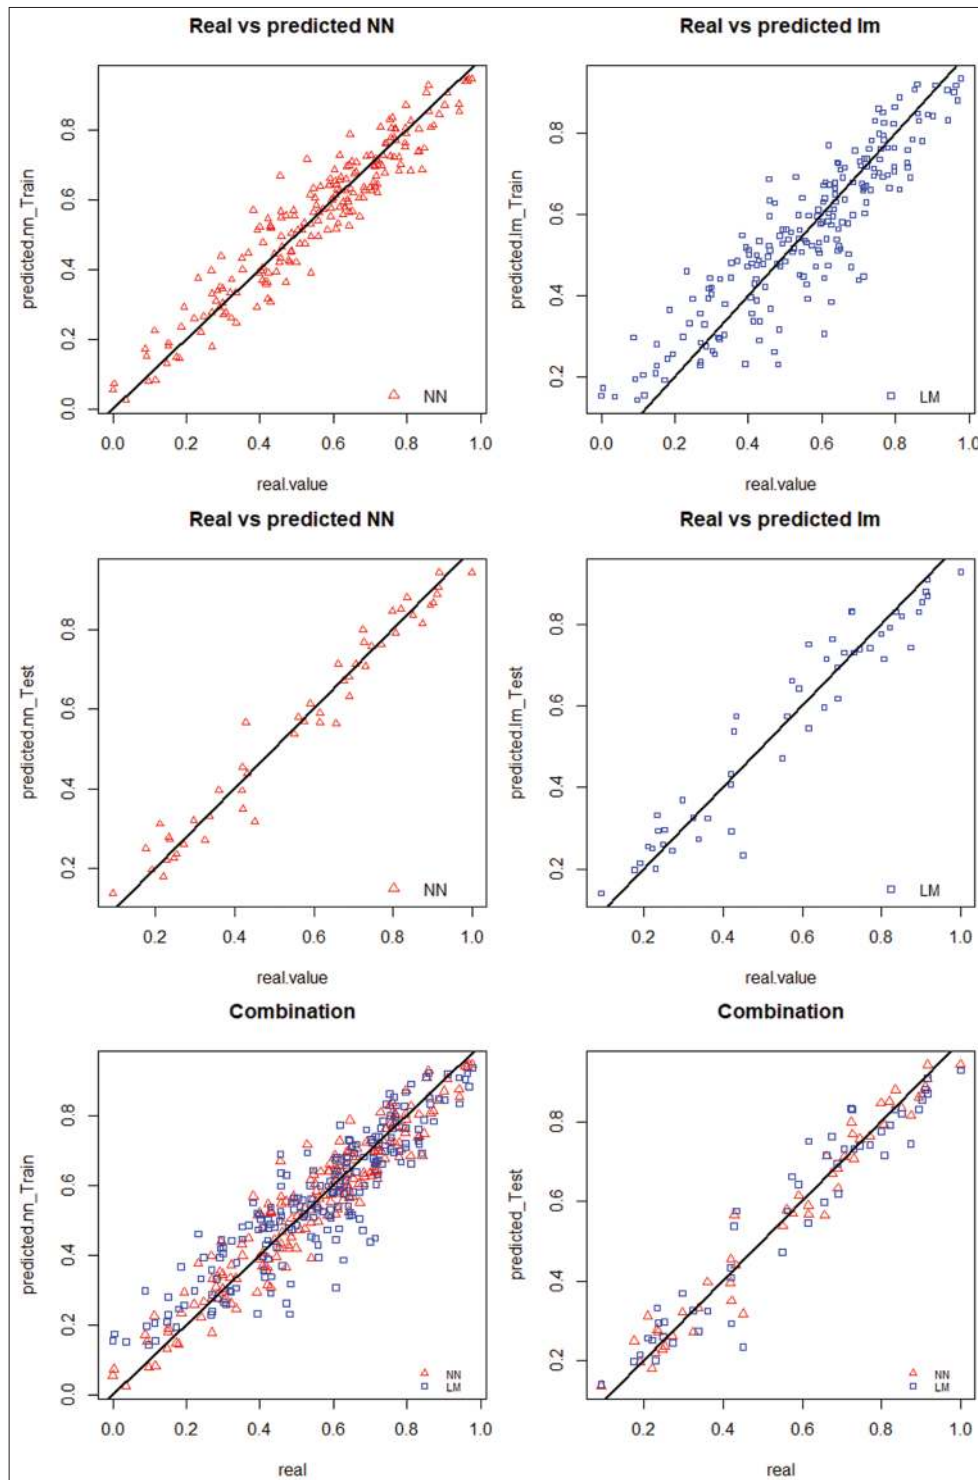 Real vs predicted NN
predicted.nn_Train
0.0 0.2 0.4 0.6 0.8
NN
0.0 0.2 0.4 0.6 0.8 1.0
real.value
Real vs predicted lm
predicted.lm_Train
0.2 0.4 0.6 0.8
LM
0.0 0.2 0.4 0.6 0.8 1.0
real.value
Real vs predicted NN
predicted.nn_Test
0.2 0.4 0.6 0.8
NN
0.2 0.4 0.6 0.8 1.0
real.value
Real vs predicted lm
predicted.lm_Test
0.2 0.4 0.6 0.8
LM
0.2 0.4 0.6 0.8 1.0
real.value
Combination
predicted.nn_Train
0.0 0.2 0.4 0.6 0.8
NN
LM
0.0 0.2 0.4 0.6 0.8 1.0
real
Combination
predicted_Test
0.2 0.4 0.6 0.8
NN
LM
0.2 0.4 0.6 0.8 1.0
real